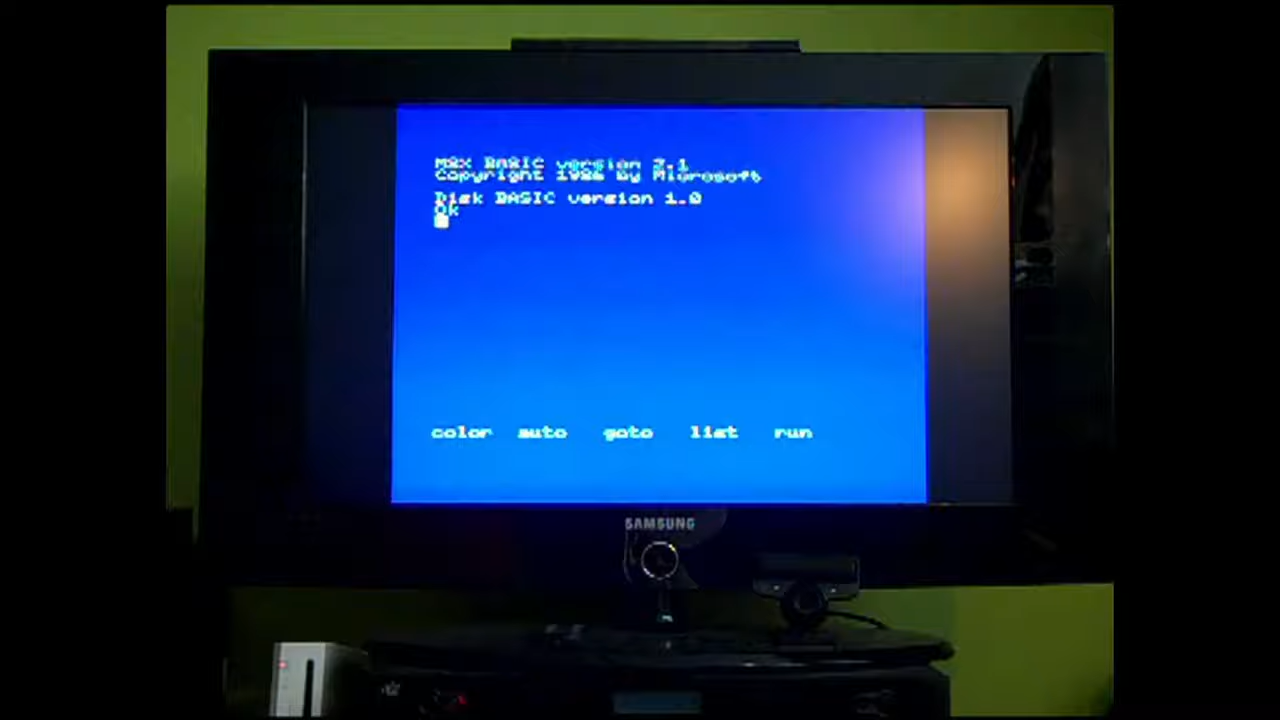 MSX BASIC version 2.1
Copyright 1986 by Microsoft
Disk BASIC version 1.0
Ok
color auto goto list run
SAMSUNG